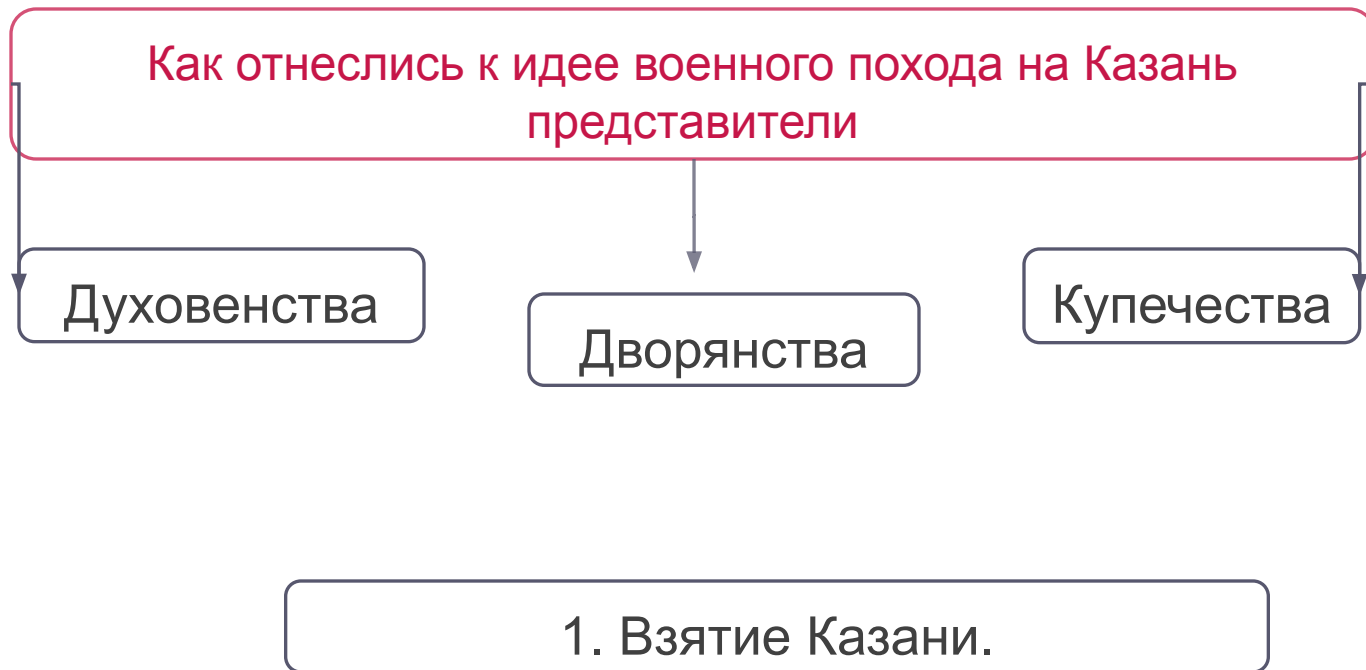 Как отнеслись к идее военного похода на Казань
представители
Духовенства
Дворянства
Купечества
1. Взятие Казани.